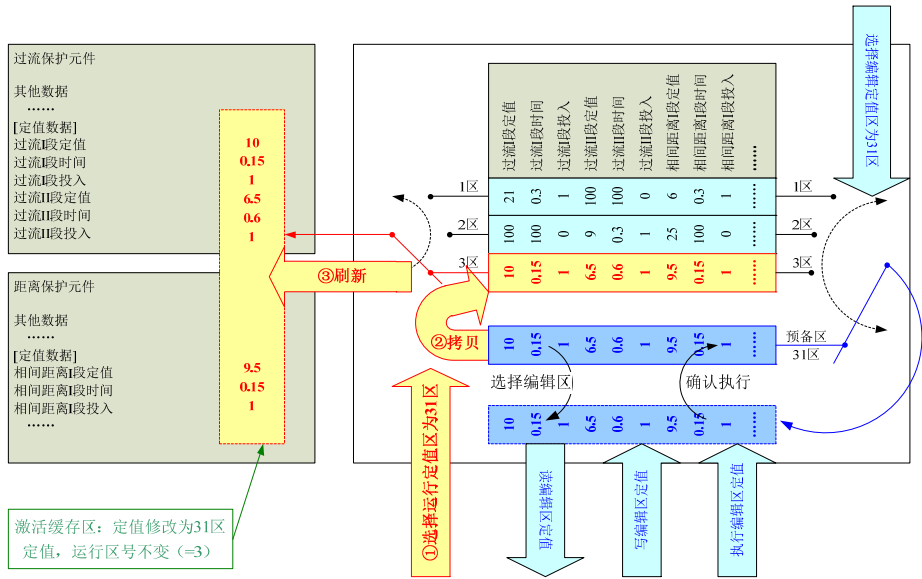 过流保护元件
其他数据
······
[定值数据]
过流I段定值
过流I段时间
过流I段投入
过流II段定值
过流II段时间
过流II段投入
10
0.15
1
6.5
0.6
1
距离保护元件
其他数据
······
[定值数据]
相间距离I段定值
相间距离I段时间
相间距离I段投入
······
9.5
0.15
1
激活缓存区：定值修改为31区
定值，运行区号不变（=3）
③刷新
②拷贝
①选择运行定值区为31区
过流I段定值 过流I段时间 过流I段投入 过流II段定值 过流II段时间 过流II段投入 相间距离I段定值 相间距离I段时间 相间距离I段投入 ······
1区 21 0.3 1 100 100 0 6 0.3 1 ······ 1区
2区 100 100 0 9 0.3 1 25 100 0 ······ 2区
3区 10 0.15 1 6.5 0.6 1 9.5 0.15 1 ······ 3区
10 0.15 1 6.5 0.6 1 9.5 0.15 1 ······ 预备区
31区
选择编辑区 确认执行
10 0.15 1 6.5 0.6 1 9.5 0.15 1 ······
读编辑区定值
写编辑区定值
执行编辑区定值
选择编辑定值区为31区